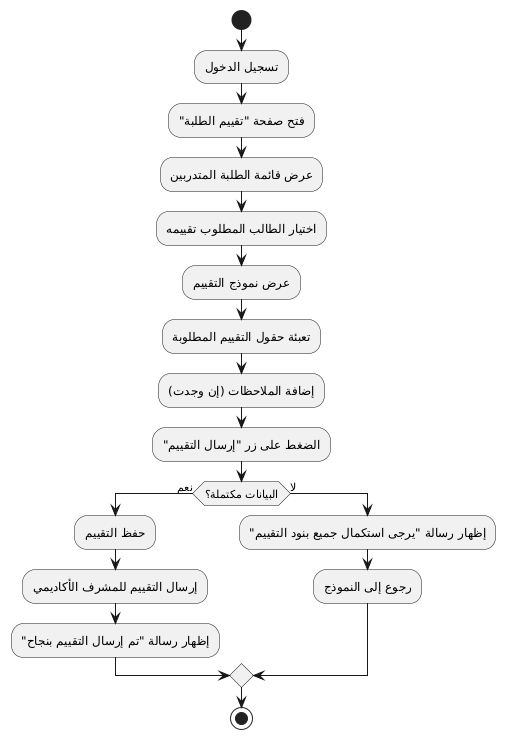 تسجيل الدخول
فتح صفحة "تقييم الطلبة"
عرض قائمة الطلبة المتدربين
اختيار الطالب المطلوب تقييمه
عرض نموذج التقييم
تعبئة حقول التقييم المطلوبة
إضافة الملاحظات (إن وجدت)
الضغط على زر "إرسال التقييم"
البيانات مكتملة؟
نعم
لا
حفظ التقييم
إرسال التقييم للمشرف الأكاديمي
إظهار رسالة "تم إرسال التقييم بنجاح"
إظهار رسالة "يرجى استكمال جميع بنود التقييم"
رجوع إلى النموذج